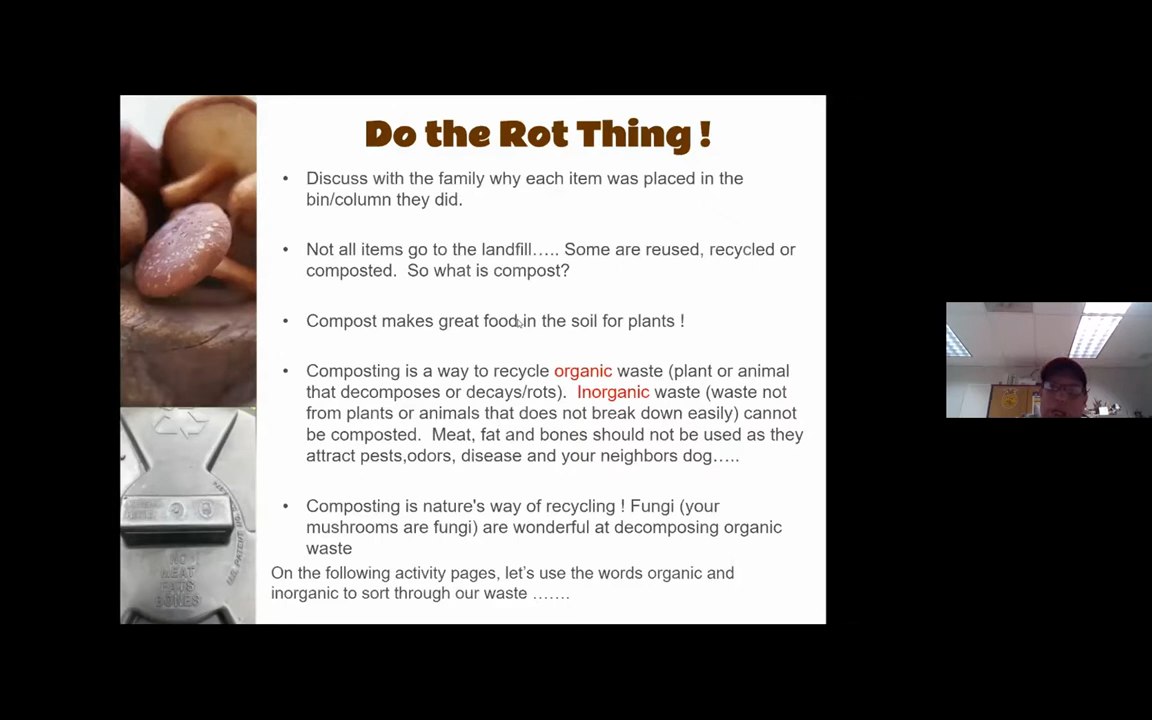 Do the Rot Thing !
• Discuss with the family why each item was placed in the
bin/column they did.
• Not all items go to the landfill….. Some are reused, recycled or
composted.  So what is compost?
• Compost makes great food in the soil for plants !
• Composting is a way to recycle organic waste (plant or animal
that decomposes or decays/rots).  Inorganic waste (waste not
from plants or animals that does not break down easily) cannot
be composted.  Meat, fat and bones should not be used as they
attract pests,odors, disease and your neighbors dog…..
• Composting is nature's way of recycling ! Fungi (your
mushrooms are fungi) are wonderful at decomposing organic
waste
On the following activity pages, let’s use the words organic and
inorganic to sort through our waste …….
NO
MEAT
FATS
BONES